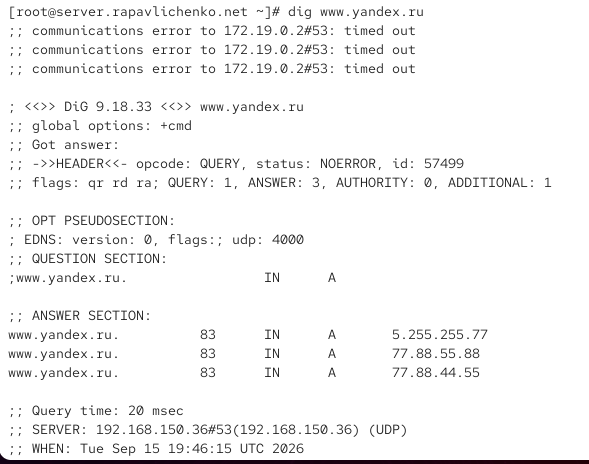 [root@server.rapavlichenko.net ~]# dig www.yandex.ru
;; communications error to 172.19.0.2#53: timed out
;; communications error to 172.19.0.2#53: timed out
;; communications error to 172.19.0.2#53: timed out

; <<>> DiG 9.18.33 <<>> www.yandex.ru
;; global options: +cmd
;; Got answer:
;; ->>HEADER<<- opcode: QUERY, status: NOERROR, id: 57499
;; flags: qr rd ra; QUERY: 1, ANSWER: 3, AUTHORITY: 0, ADDITIONAL: 1

;; OPT PSEUDOSECTION:
; EDNS: version: 0, flags:; udp: 4000
;; QUESTION SECTION:
;www.yandex.ru.                 IN      A

;; ANSWER SECTION:
www.yandex.ru.          83      IN      A       5.255.255.77
www.yandex.ru.          83      IN      A       77.88.55.88
www.yandex.ru.          83      IN      A       77.88.44.55

;; Query time: 20 msec
;; SERVER: 192.168.150.36#53(192.168.150.36) (UDP)
;; WHEN: Tue Sep 15 19:46:15 UTC 2026